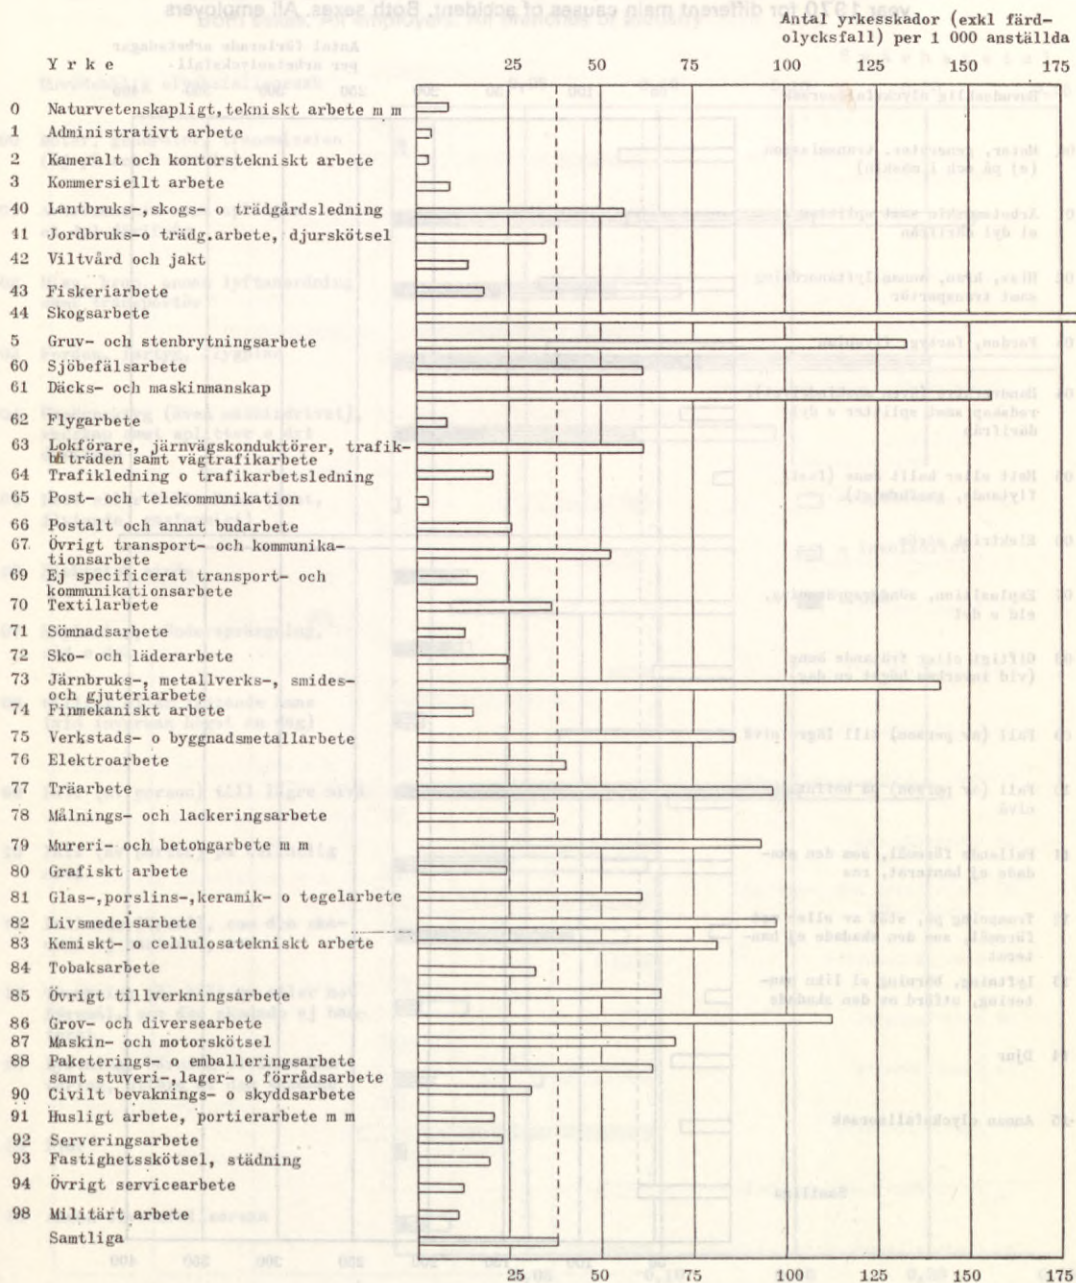 Antal yrkesskador (exkl färd-
olycksfall) per 1 000 anställda
Yrke 25 50 75 100 125 150 175
0 Naturvetenskapligt, tekniskt arbete m m
1 Administrativt arbete
2 Kameralt och kontorstekniskt arbete
3 Kommersiellt arbete
40 Lantbruks-, skogs- o trädgårdsledning
41 Jordbruks-o trädg.arbete, djurskötsel
42 Viltvård och jakt
43 Fiskeriarbete
44 Skogsarbete
5 Gruv- och stenbrytningsarbete
60 Sjöbefälsarbete
61 Däcks- och maskinmanskap
62 Flygarbete
63 Lokförare, järnvägskonduktörer, trafik-
biträden samt vägtrafikarbete
64 Trafikledning o trafikarbetsledning
65 Post- och telekommunikation
66 Postalt och annat budarbete
67. Övrigt transport- och kommunika-
tionsarbete
69 Ej specificerat transport- och
kommunikationsarbete
70 Textilarbete
71 Sömnadsarbete
72 Sko- och läderarbete
73 Järnbruks-, metallverks-, smides-
och gjuteriarbete
74 Finmekaniskt arbete
75 Verkstads- o byggnadsmetallarbete
76 Elektroarbete
77 Träarbete
78 Målnings- och lackeringsarbete
79 Mureri- och betongarbete m m
80 Grafiskt arbete
81 Glas-, porslins-, keramik- o tegelarbete
82 Livsmedelsarbete
83 Kemiskt- o cellulosatekniskt arbete
84 Tobaksarbete
85 Övrigt tillverkningsarbete
86 Grov- och diversearbete
87 Maskin- och motorskötsel
88 Paketerings- o emballeringsarbete
samt stuveri-, lager- o förrådsarbete
90 Civilt bevaknings- o skyddsarbete
91 Husligt arbete, portierarbete m m
92 Serveringsarbete
93 Fastighetsskötsel, städning
94 Övrigt servicearbete
98 Militärt arbete
Samtliga
25 50 75 100 125 150 175